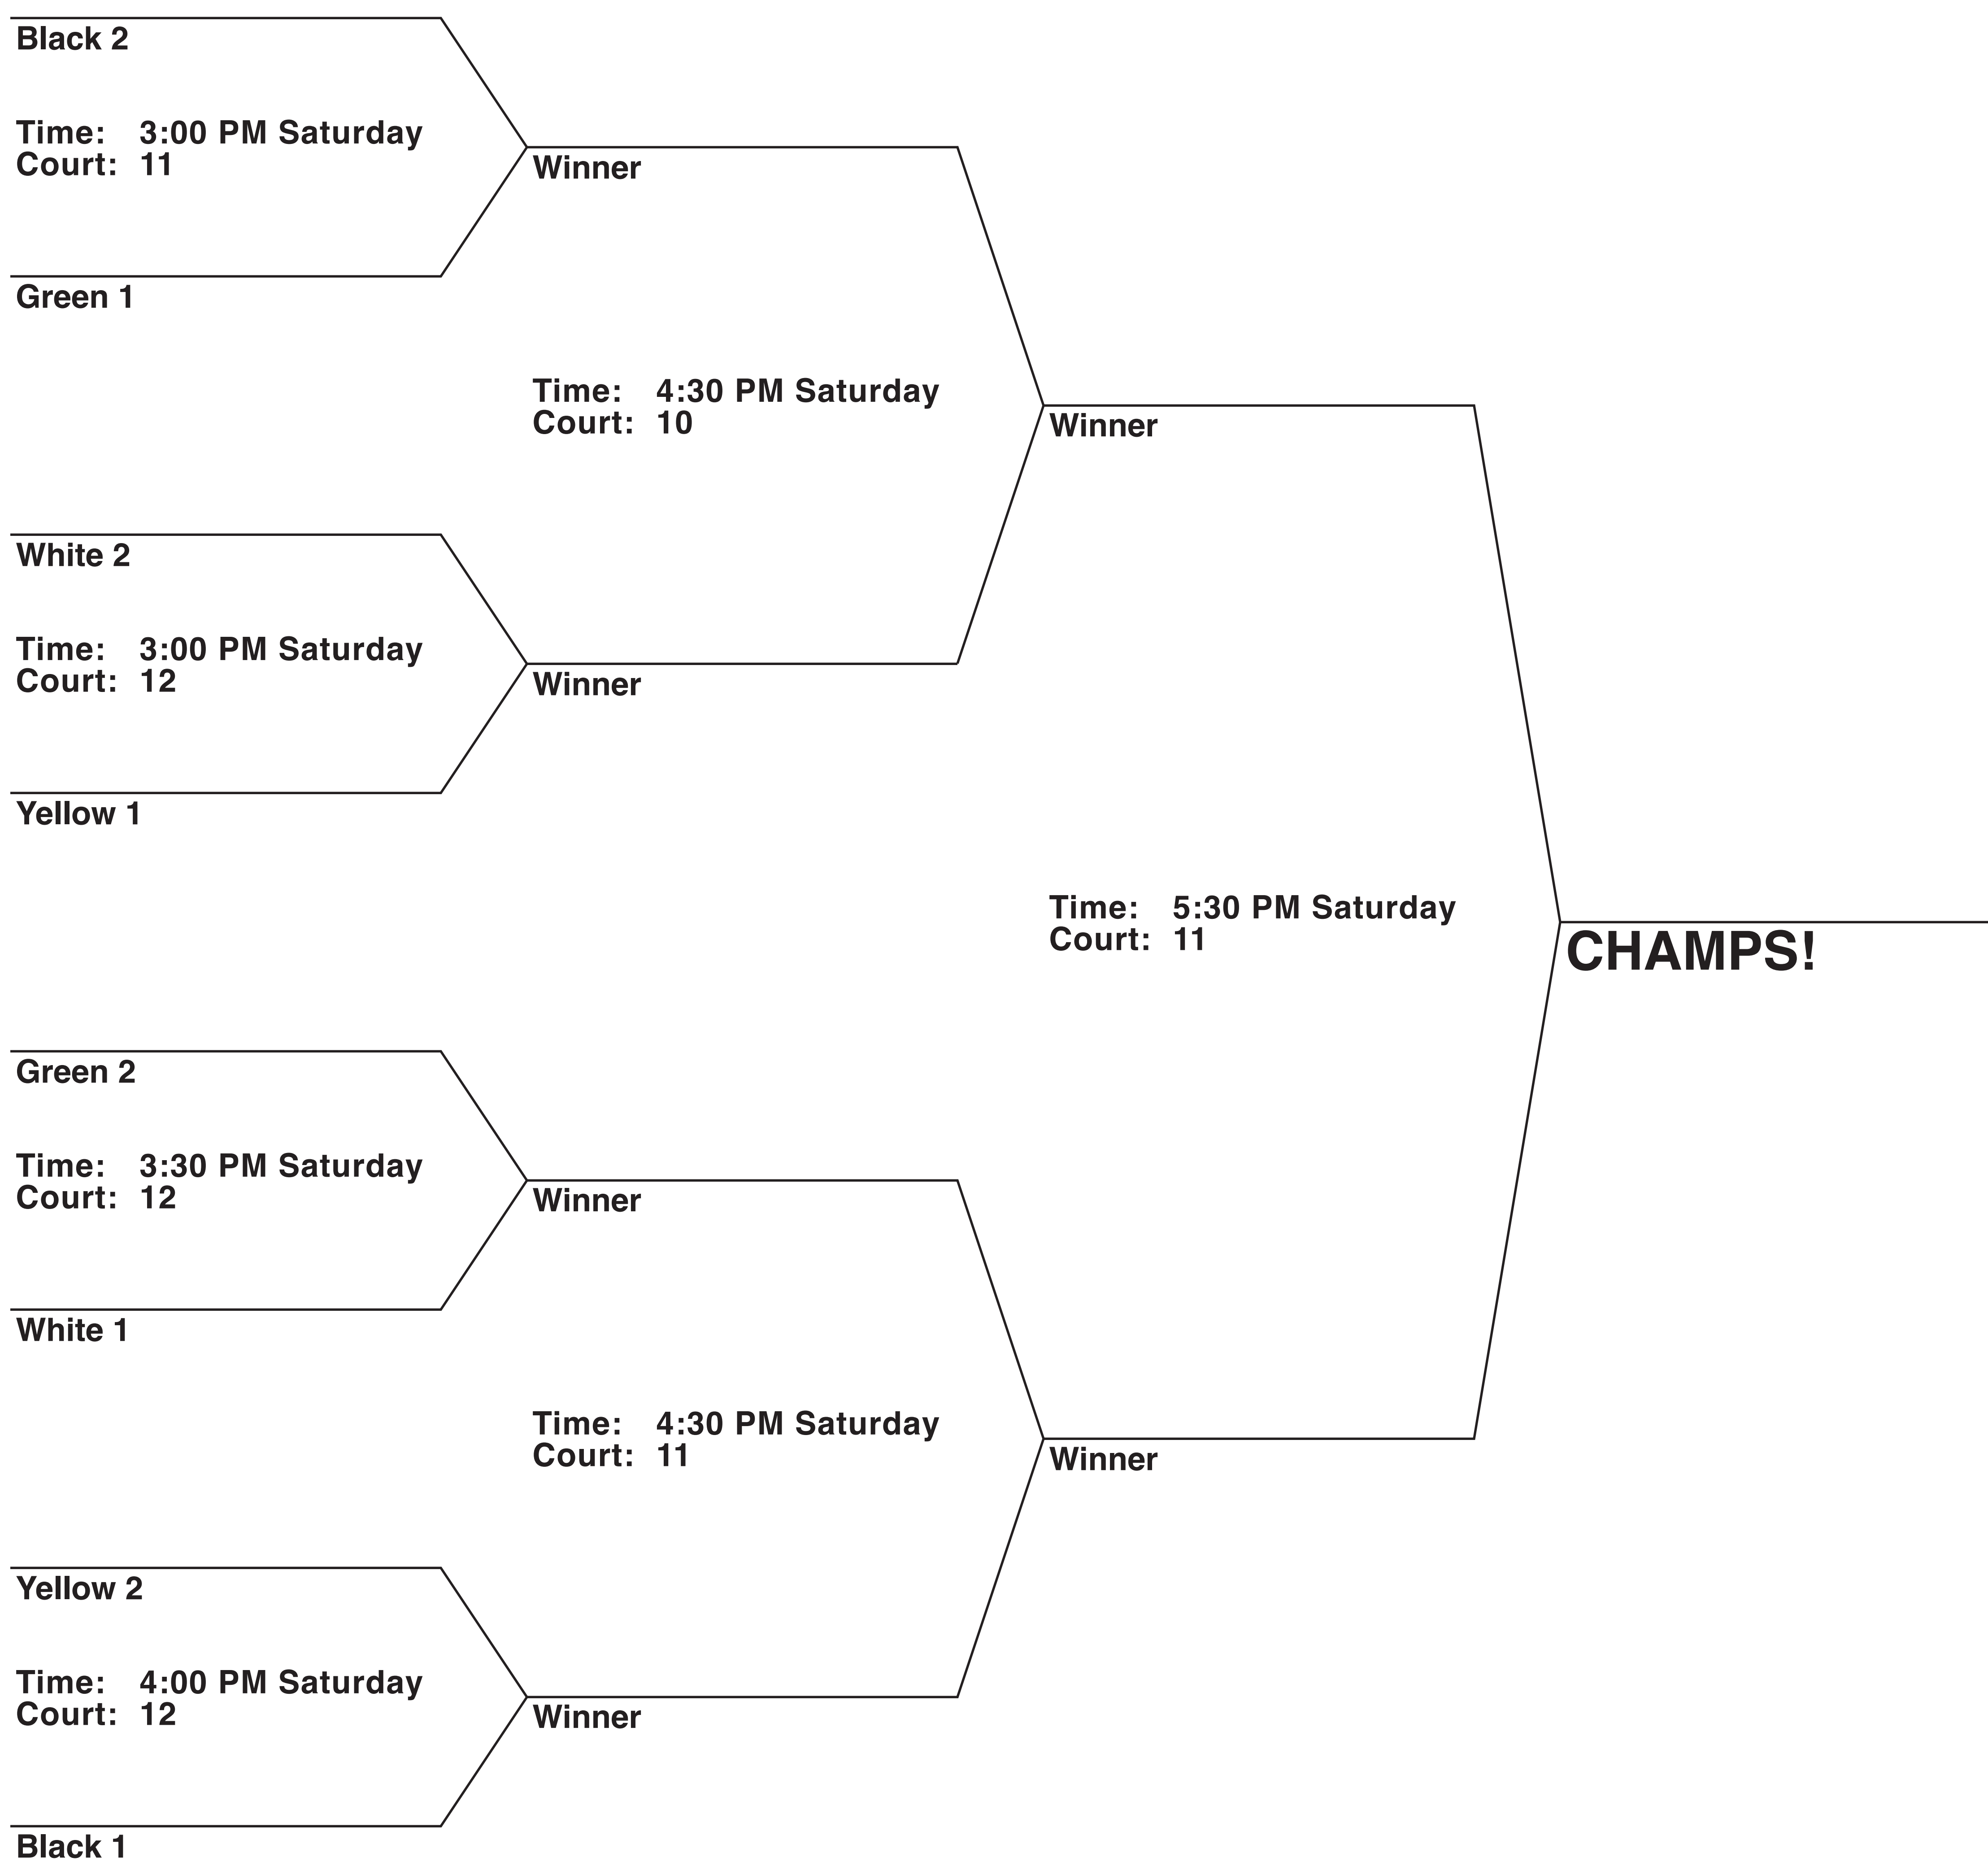 Black 2
Time: 3:00 PM Saturday
Court: 11
Winner
Green 1
Time: 4:30 PM Saturday
Court: 10
Winner
White 2
Time: 3:00 PM Saturday
Court: 12
Winner
Yellow 1
Time: 5:30 PM Saturday
Court: 11
CHAMPS!
Green 2
Time: 3:30 PM Saturday
Court: 12
Winner
White 1
Time: 4:30 PM Saturday
Court: 11
Winner
Yellow 2
Time: 4:00 PM Saturday
Court: 12
Winner
Black 1